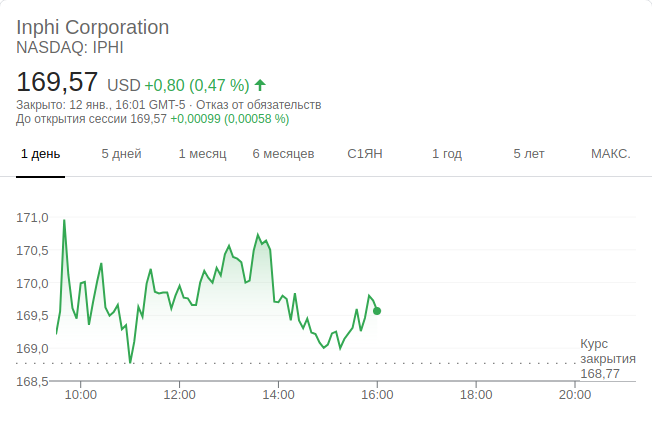 Inphi Corporation
NASDAQ: IPHI
169,57 USD +0,80 (0,47 %)
Закрыто: 12 янв., 16:01 GMT-5 · Отказ от обязательств
До открытия сессии 169,57 +0,00099 (0,00058 %)
1 день 5 дней 1 месяц 6 месяцев С1ЯН 1 год 5 лет МАКС.
171,0
170,5
170,0
169,5
169,0
168,5
Курс
закрытия
168,77
10:00 12:00 14:00 16:00 18:00 20:00